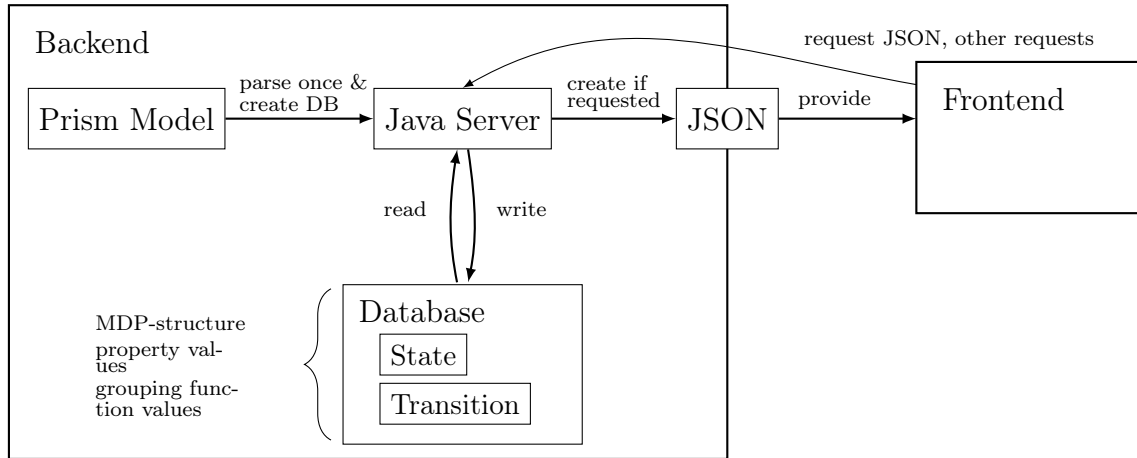 Backend
request JSON, other requests
parse once &
create DB
create if
requested
provide
Frontend
Prism Model
Java Server
JSON
read
write
Database
MDP-structure
property val-
ues
grouping func-
tion values
State
Transition